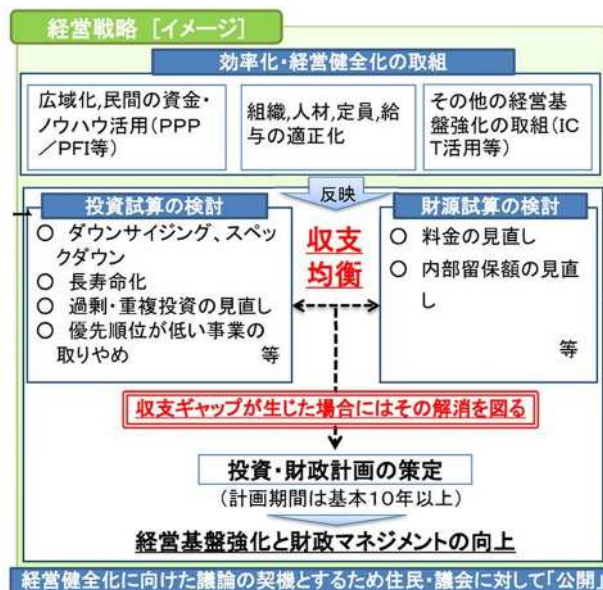 経営戦略 [イメージ]
効率化・経営健全化の取組
広域化,民間の資金・
ノウハウ活用(PPP
/PFI等)
組織,人材,定員,給
与の適正化
その他の経営基
盤強化の取組(IC
T活用等)
反映
投資試算の検討
○ ダウンサイジング、スペッ
クダウン
○ 長寿命化
○ 過剰・重複投資の見直し
○ 優先順位が低い事業の
取りやめ 等
収支
均衡
財源試算の検討
○ 料金の見直し
○ 内部留保額の見直
し
等
収支ギャップが生じた場合にはその解消を図る
投資・財政計画の策定
(計画期間は基本10年以上)
経営基盤強化と財政マネジメントの向上
経営健全化に向けた議論の契機とするため住民・議会に対して「公開」